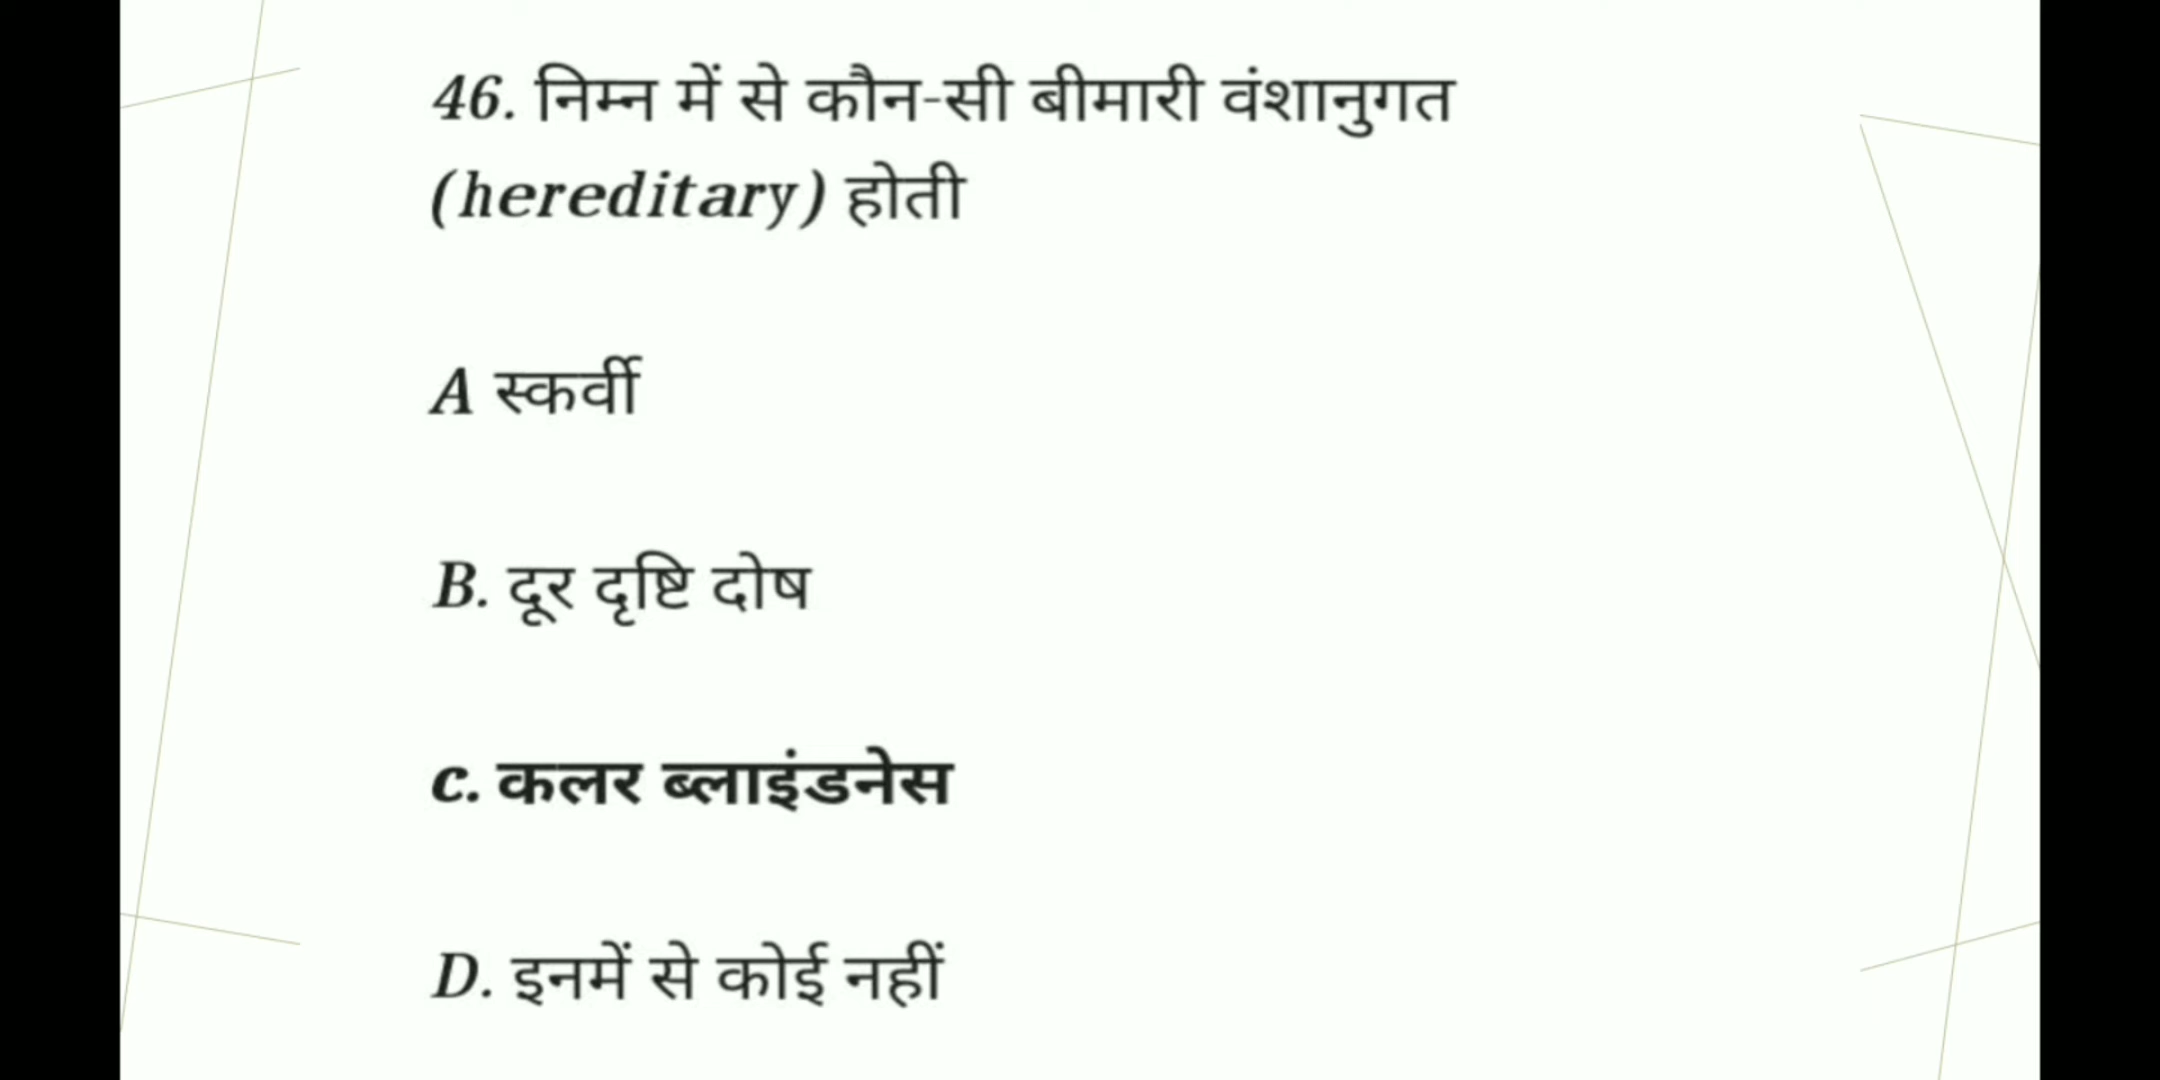 46. निम्न में से कौन-सी बीमारी वंशानुगत
(hereditary) होती
A स्कर्वी
B. दूर दृष्टि दोष
c. कलर ब्लाइंडनेस
D. इनमें से कोई नहीं